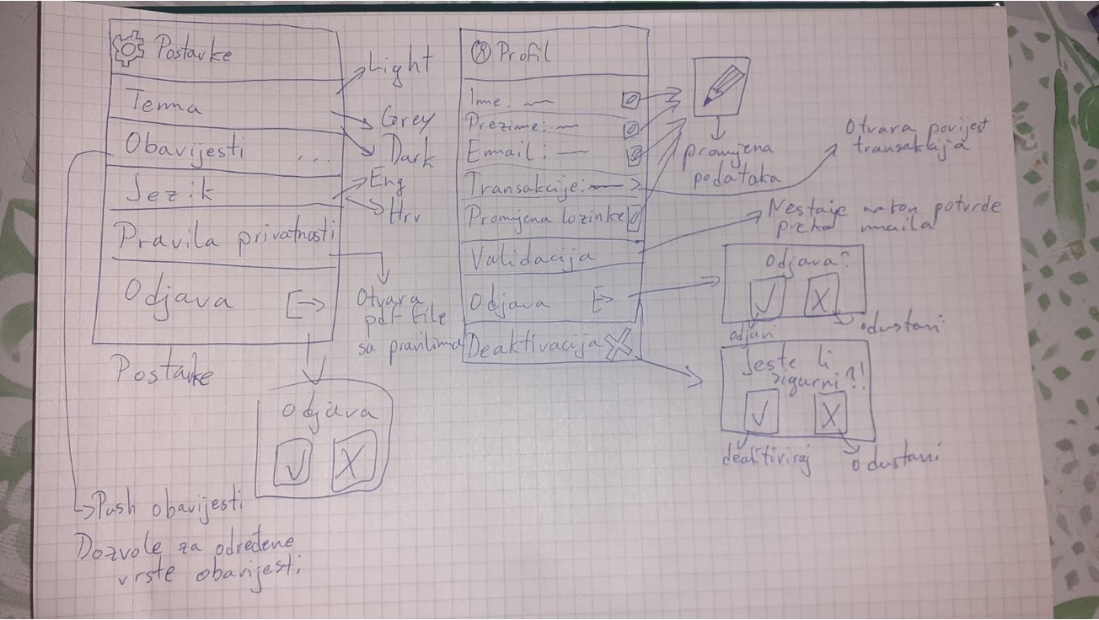 Postavke
Tema
Obavijesti ...
Jezik
Pravila privatnosti
Odjava
Postavke
Light
Grey
Dark
Eng
Hrv
Otvara
pdf file
sa pravilima
Odjava
Push obavijesti
Dozvole za određene
vrste obavijesti
Profil
Ime:
Prezime:
Email:
Transakcije:
Promjena lozinke
Validacija
Odjava
Deaktivacija
promjena
podataka
Otvara povijest
transakcija
Nestaje nakon potvrde
preko maila
Odjava?
odjavi
odustani
Jeste li
sigurni?!
deaktiviraj
odustani